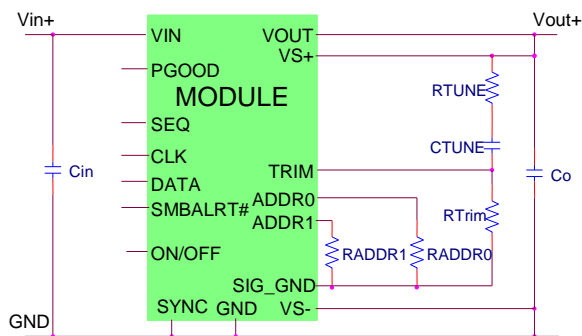 Vin+
Vout+
VIN
VOUT
VS+
PGOOD
RTUNE
MODULE
SEQ
CTUNE
CLK
TRIM
Cin
Co
DATA
ADDR0
SMBALRT#
RTrim
ADDR1
ON/OFF
RADDR1
RADDR0
SIG_GND
GND
SYNC
GND
VS-